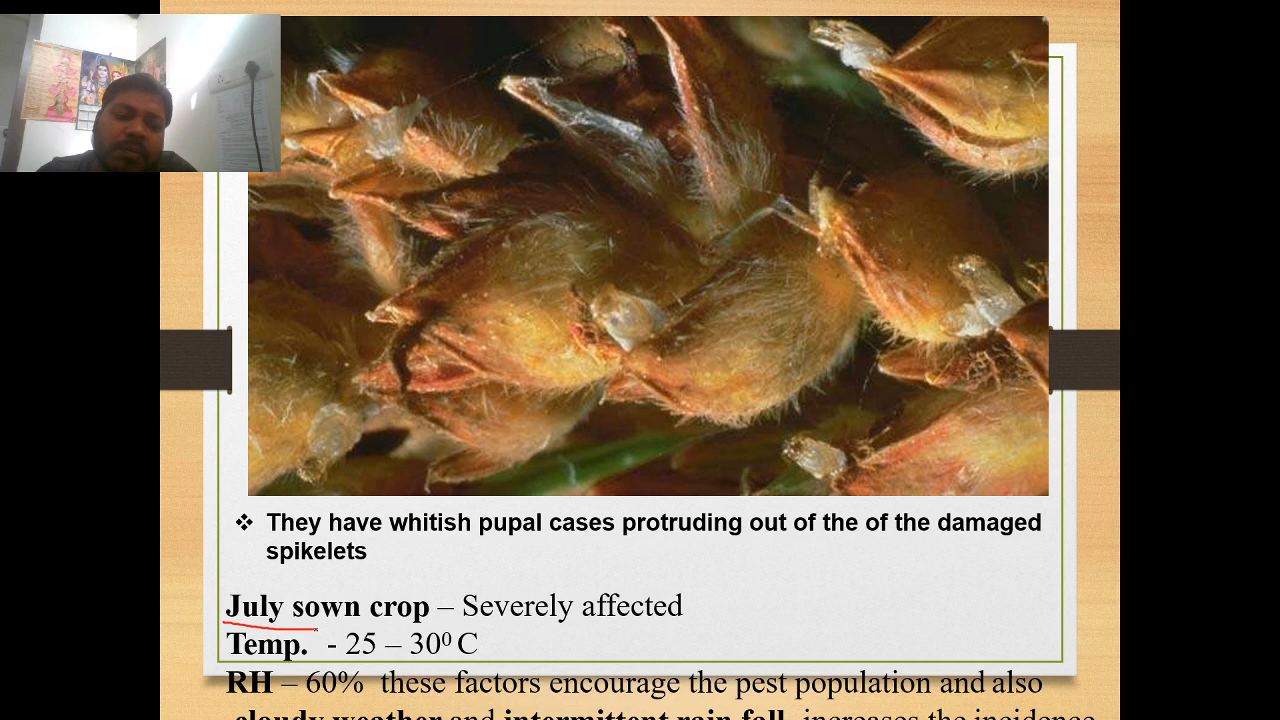 ❖ They have whitish pupal cases protruding out of the of the damaged
spikelets
July sown crop – Severely affected
Temp. - 25 – 30⁰ C
RH – 60% these factors encourage the pest population and also
cloudy weather and intermittent rain fall increases the incidence